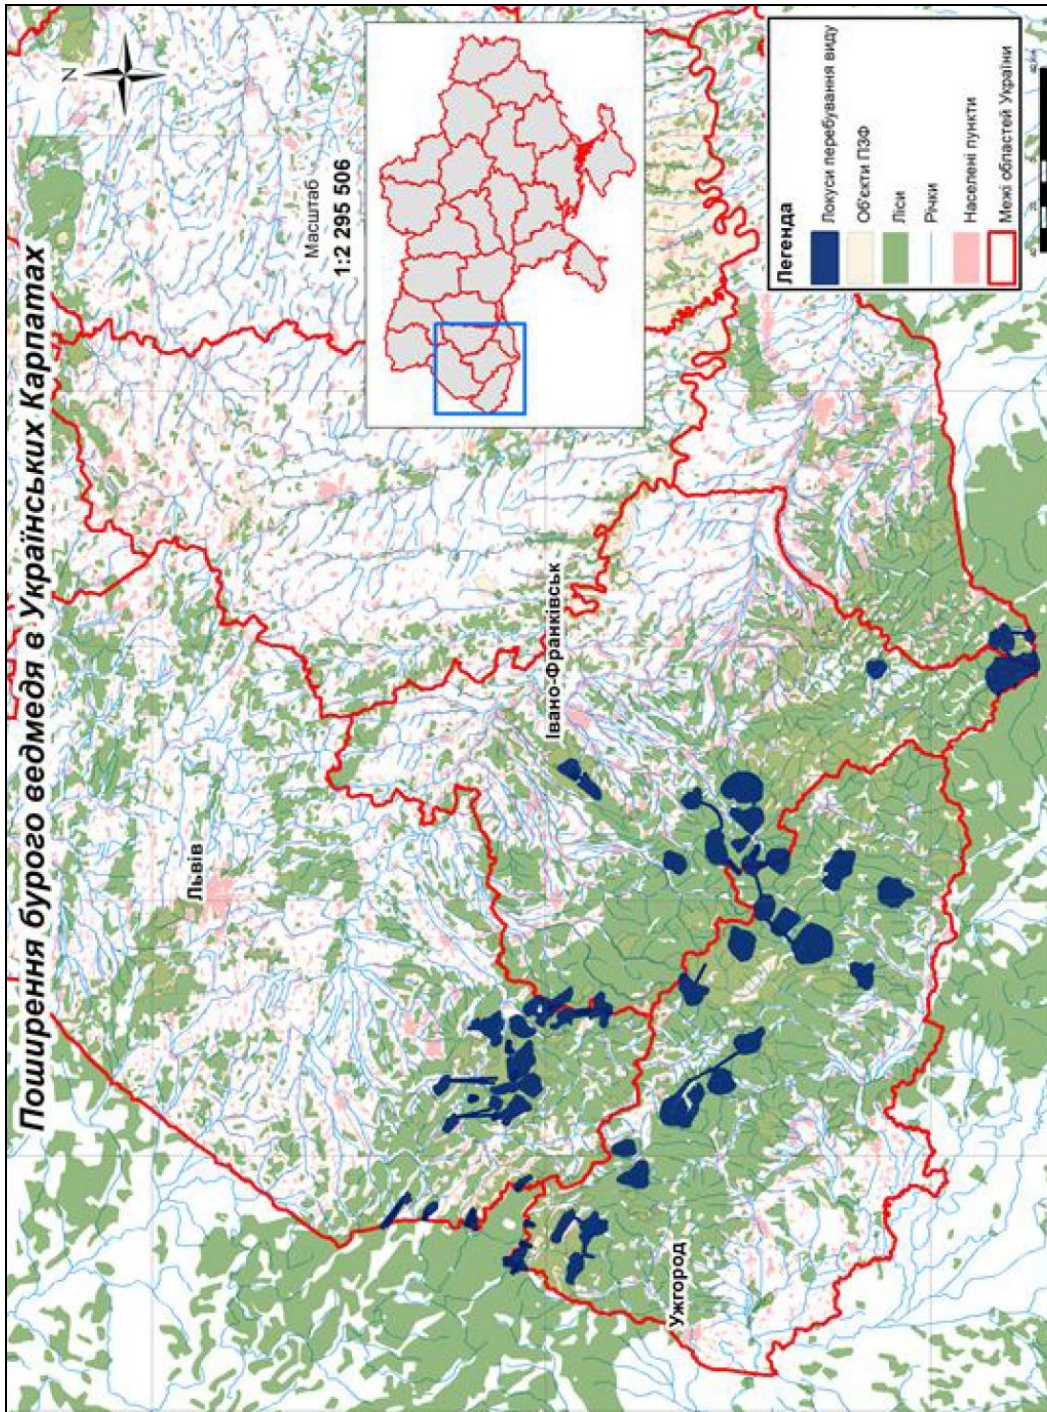 Поширення бурого ведмедя в Українських Карпатах
N
Масштаб
1:2 295 506
Львів
Івано-Франківськ
Ужгород
Легенда
Локуси перебування виду
Об'єкти ПЗФ
Ліси
Річки
Населені пункти
Межі областей України